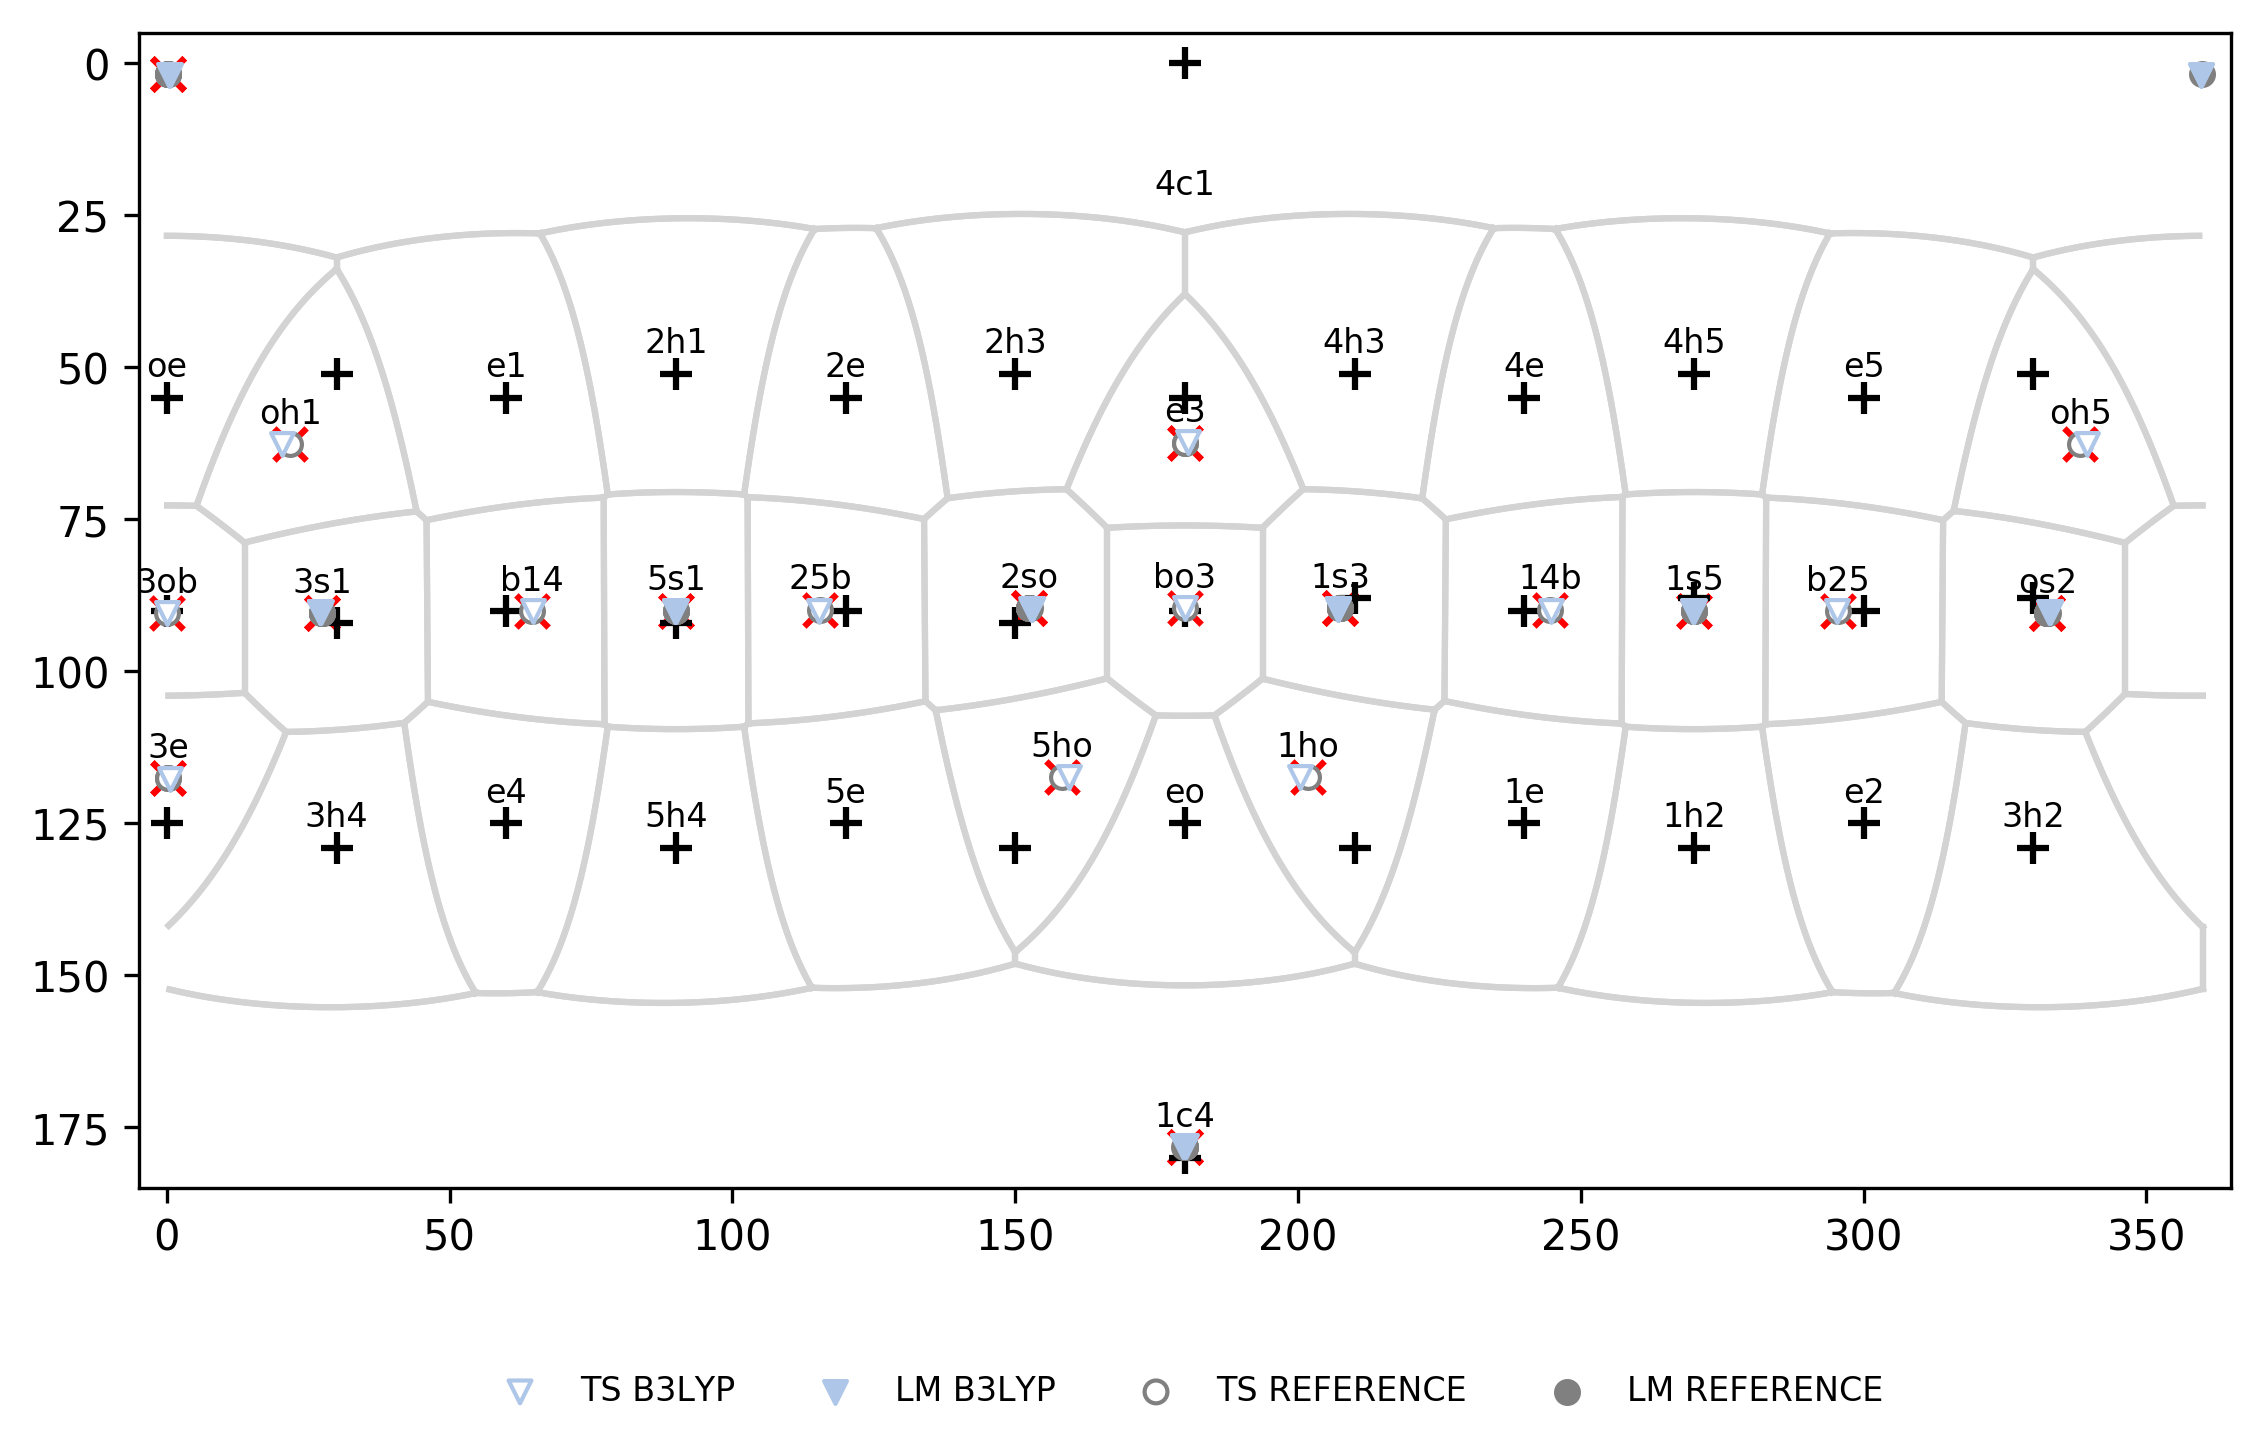 0
4c1
25
2h1 2h3 4h3 4h5
50 oe e1 2e 4e e5
oh1 e3 oh5
75
3ob 3s1 b14 5s1 25b 2so bo3 1s3 14b 1s5 b25 os2
100
3e 5ho 1ho
e4 5e eo 1e e2
125 3h4 5h4 1h2 3h2
150
175 1c4
0 50 100 150 200 250 300 350
TS B3LYP LM B3LYP TS REFERENCE LM REFERENCE